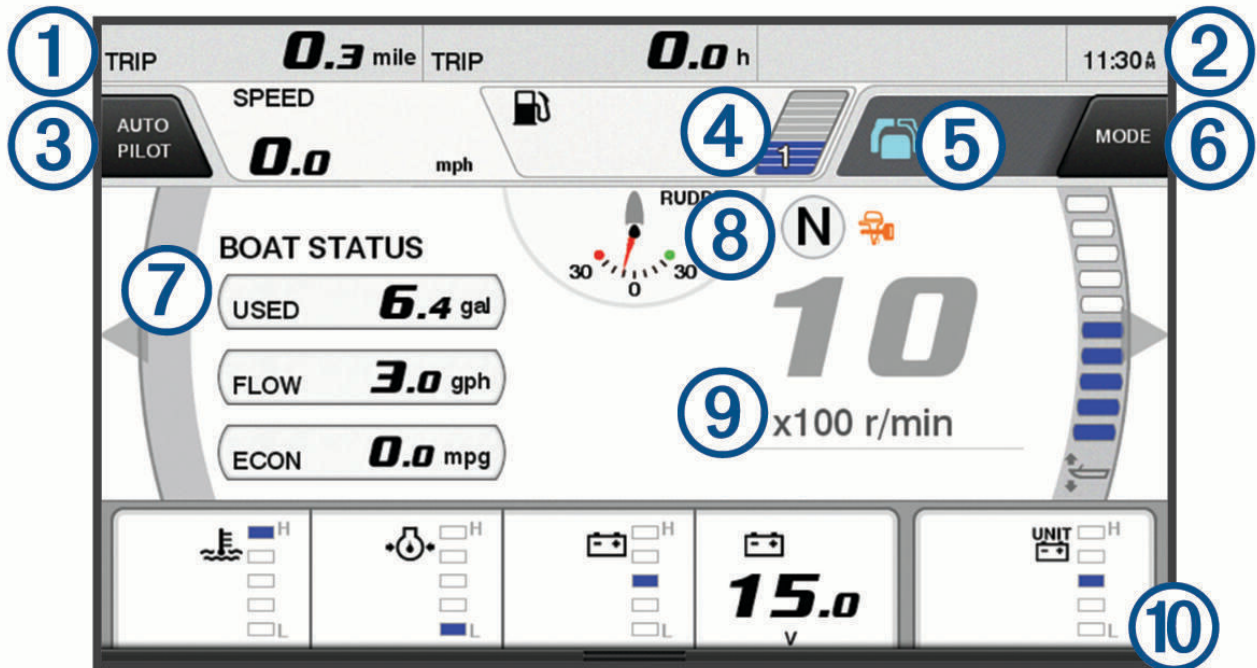 ① TRIP 0.3 mile TRIP 0.0 h 11:30 AM ②
③ AUTO PILOT SPEED 0.0 mph ④ 1 ⑤ MODE ⑥
RUDD ⑧ N
30 0 30
BOAT STATUS
⑦ USED 6.4 gal
FLOW 3.0 gph
ECON 0.0 mpg
10
⑨ x100 r/min
H L
H L
H L
15.0 V
UNIT H L ⑩